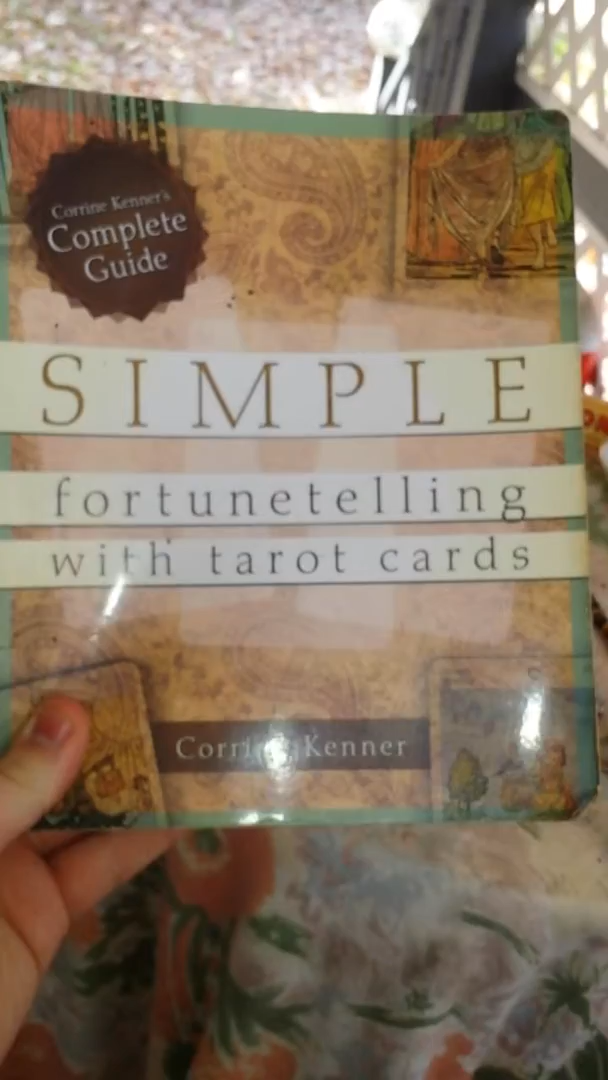 Corrine Kenner's
Complete
Guide
SIMPLE
fortunetelling
with tarot cards
Kenner